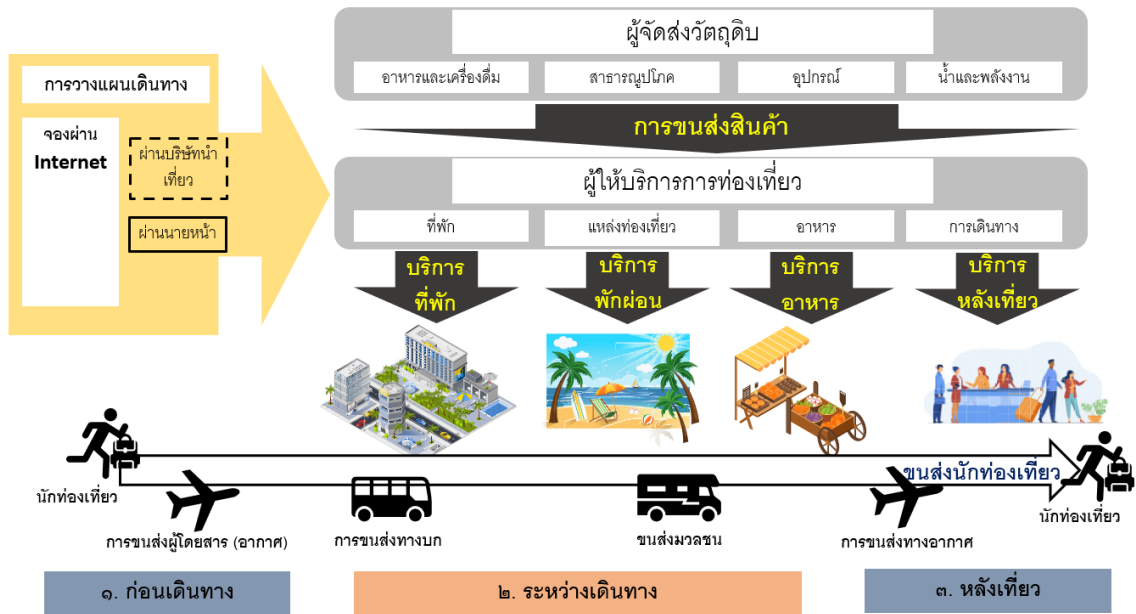 ผู้จัดส่งวัตถุดิบ
อาหารและเครื่องดื่ม
สาธารณูปโภค
อุปกรณ์
น้ำและพลังงาน
การวางแผนเดินทาง
จองผ่าน
Internet
ผ่านบริษัทนำ
เที่ยว
ผ่านนายหน้า
การขนส่งสินค้า
ผู้ให้บริการการท่องเที่ยว
ที่พัก
แหล่งท่องเที่ยว
อาหาร
การเดินทาง
บริการ
ที่พัก
บริการ
พักผ่อน
บริการ
อาหาร
บริการ
หลังเที่ยว
ขนส่งนักท่องเที่ยว
นักท่องเที่ยว
นักท่องเที่ยว
การขนส่งผู้โดยสาร (อากาศ)
การขนส่งทางบก
ขนส่งมวลชน
การขนส่งทางอากาศ
๑. ก่อนเดินทาง
๒. ระหว่างเดินทาง
๓. หลังเที่ยว